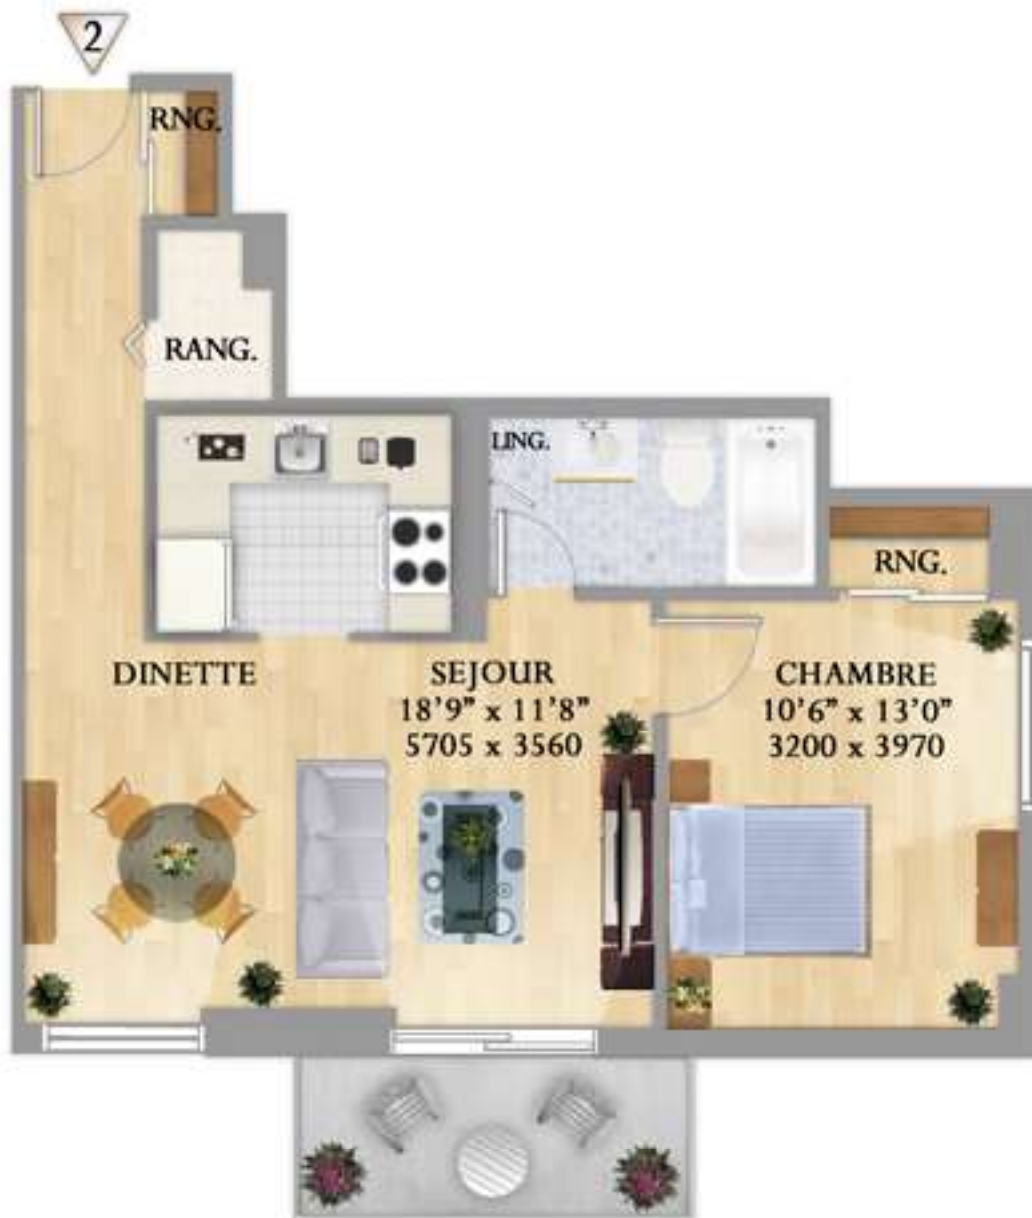 2
RNG.
RANG.
LING.
RNG.
DINETTE
SEJOUR
18'9" x 11'8"
5705 x 3560
CHAMBRE
10'6" x 13'0"
3200 x 3970